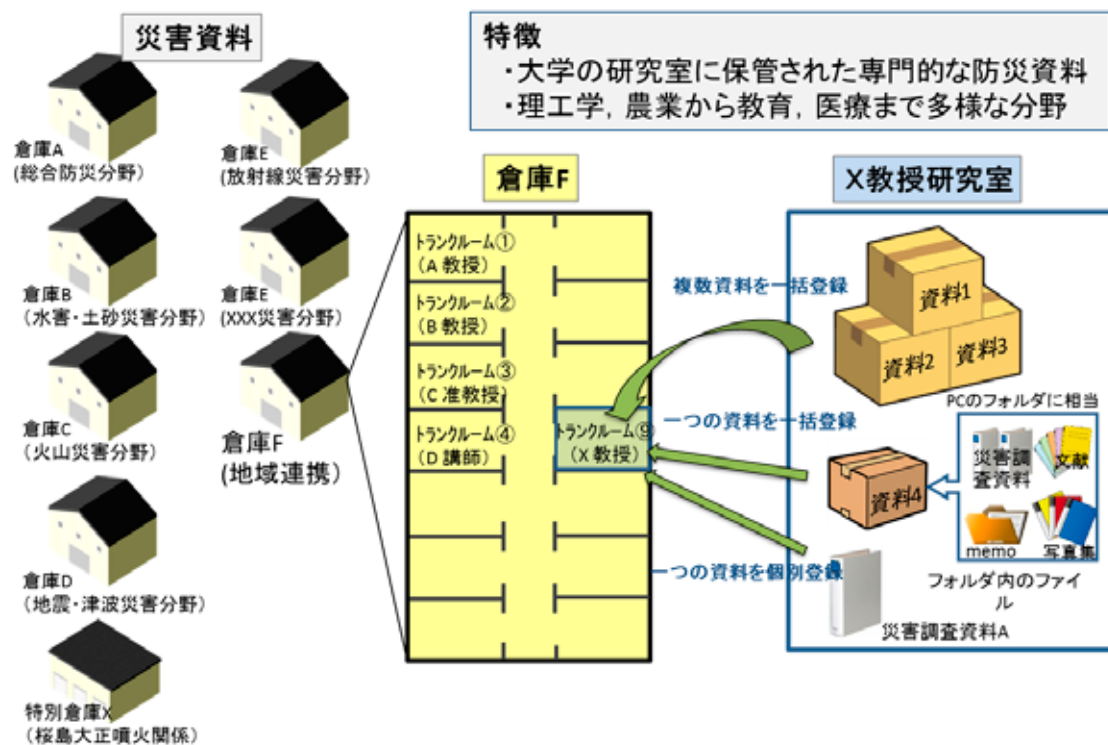 災害資料
特徴
・大学の研究室に保管された専門的な防災資料
・理工学，農業から教育，医療まで多様な分野
倉庫A
(総合防災分野)
倉庫E
(放射線災害分野)
倉庫B
(水害・土砂災害分野)
倉庫E
(XXX災害分野)
倉庫C
(火山災害分野)
倉庫F
(地域連携)
倉庫D
(地震・津波災害分野)
特別倉庫X
(桜島大正噴火関係)
倉庫F
トランクルーム①
(A 教授)
トランクルーム②
(B 教授)
トランクルーム③
(C 准教授)
トランクルーム④
(D 講師)
トランクルーム⑨
(X 教授)
複数資料を一括登録
一つの資料を一括登録
一つの資料を個別登録
X教授研究室
資料1
資料2
資料3
PCのフォルダに相当
資料4
災害調
査資料
文献
memo
写真集
フォルダ内のファイ
ル
災害調査資料A